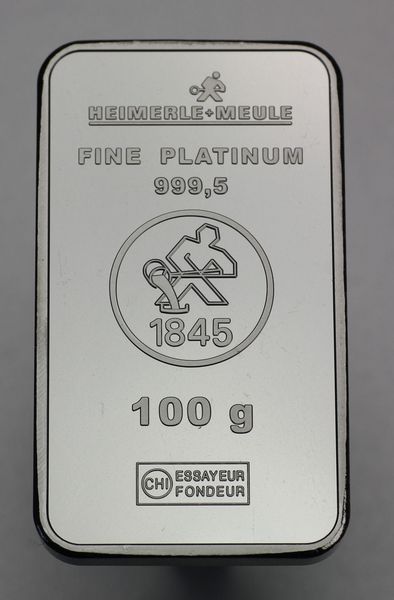 HEIMERLE+MEULE
FINE PLATINUM
999,5
1845
100 g
CHI ESSAYEUR
FONDEUR